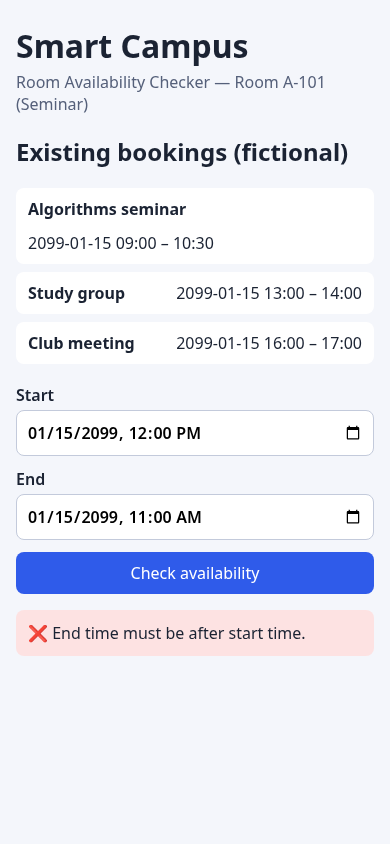 Smart Campus
Room Availability Checker — Room A-101
(Seminar)
Existing bookings (fictional)
Algorithms seminar
2099-01-15 09:00 – 10:30
Study group 2099-01-15 13:00 – 14:00
Club meeting 2099-01-15 16:00 – 17:00
Start
01/15/2099, 12:00 PM
End
01/15/2099, 11:00 AM
Check availability
❌ End time must be after start time.